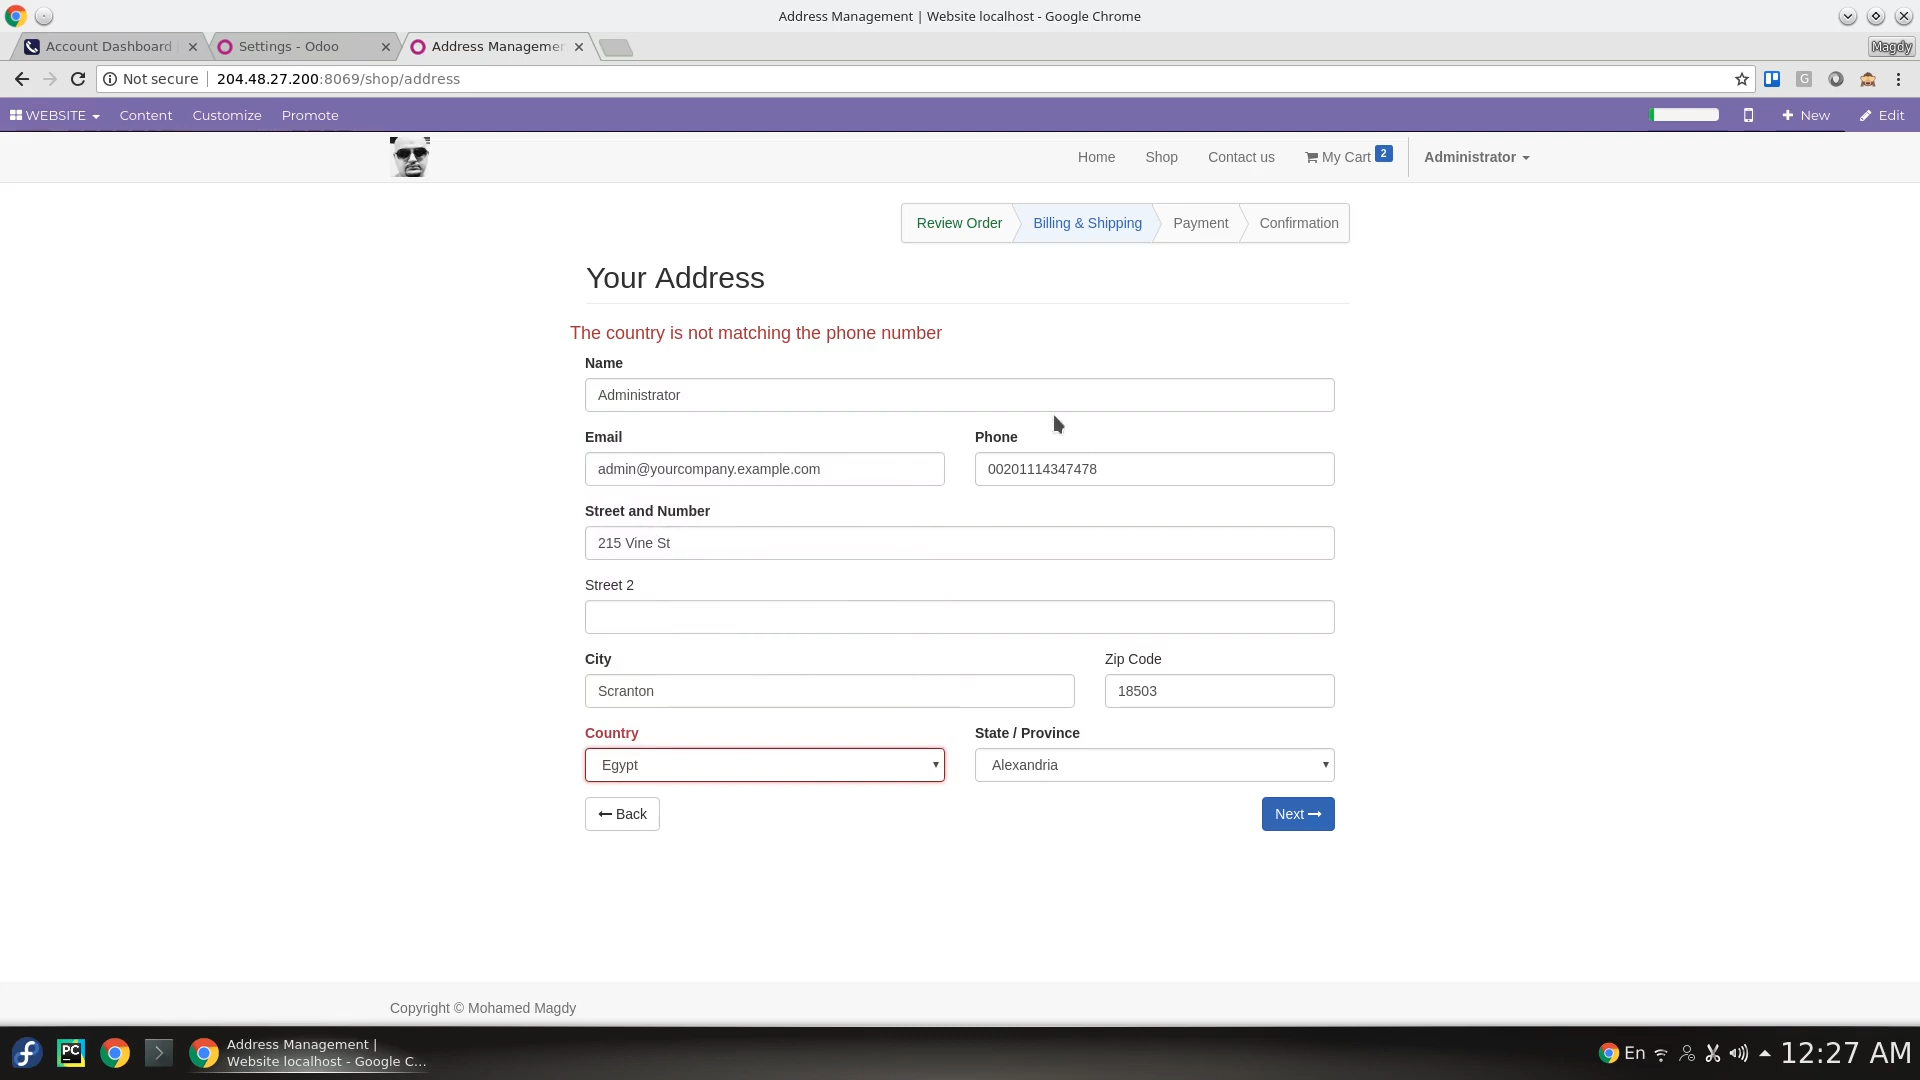 Address Management | Website localhost - Google Chrome
Account Dashboard
Settings - Odoo
Address Managemen
Magdy
Not secure
204.48.27.200:8069/shop/address
WEBSITE
Content
Customize
Promote
New
Edit
Home
Shop
Contact us
My Cart 2
Administrator
Review Order
Billing & Shipping
Payment
Confirmation
Your Address
The country is not matching the phone number
Name
Administrator
Email
Phone
admin@yourcompany.example.com
00201114347478
Street and Number
215 Vine St
Street 2
City
Zip Code
Scranton
18503
Country
State / Province
Egypt
Alexandria
Back
Next
Copyright © Mohamed Magdy
PC
Address Management |
Website localhost - Google C...
En
12:27 AM